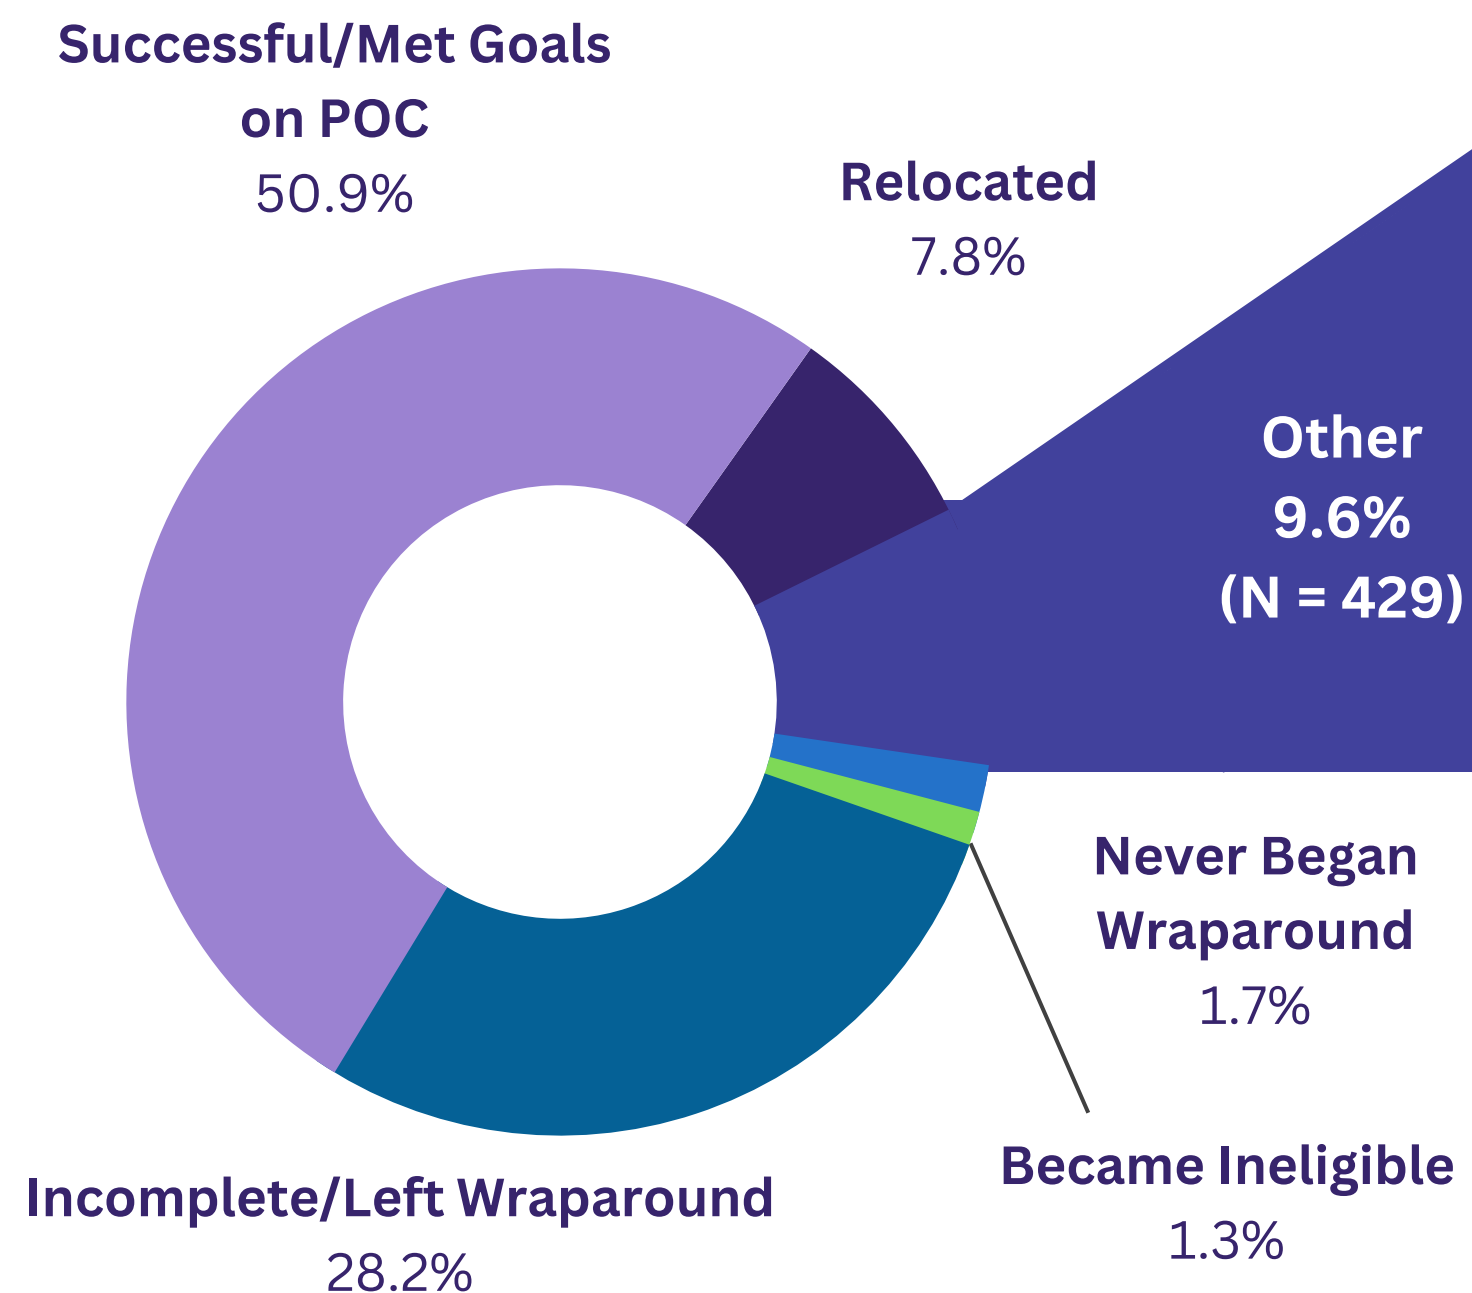 Successful/Met Goals
on POC
50.9%
Relocated
7.8%
Other
9.6%
(N = 429)
Never Began
Wraparound
1.7%
Became Ineligible
1.3%
Incomplete/Left Wraparound
28.2%